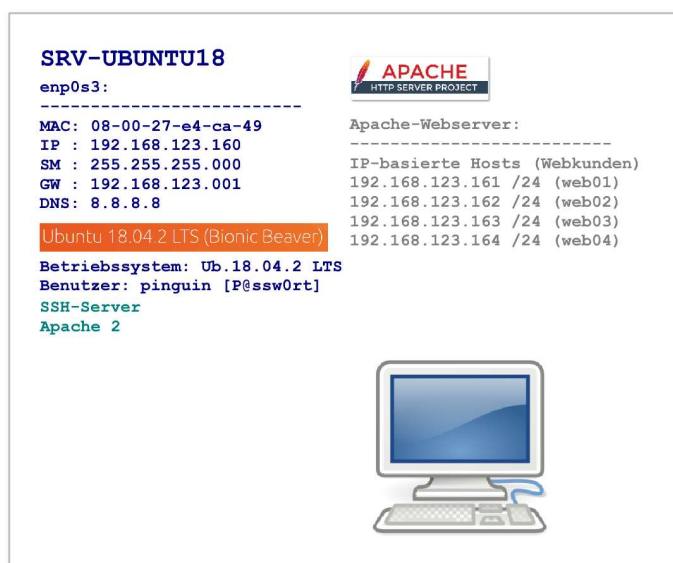 SRV-UBUNTU18
enp0s3:
---------------------------
MAC: 08-00-27-e4-ca-49
IP : 192.168.123.160
SM : 255.255.255.000
GW : 192.168.123.001
DNS: 8.8.8.8
Ubuntu 18.04.2 LTS (Bionic Beaver)
Betriebssystem: Ub.18.04.2 LTS
Benutzer: pinguin [P@ssw0rt]
SSH-Server
Apache 2
APACHE
HTTP SERVER PROJECT
Apache-Webserver:
---------------------------
IP-basierte Hosts (Webkunden)
192.168.123.161 /24 (web01)
192.168.123.162 /24 (web02)
192.168.123.163 /24 (web03)
192.168.123.164 /24 (web04)